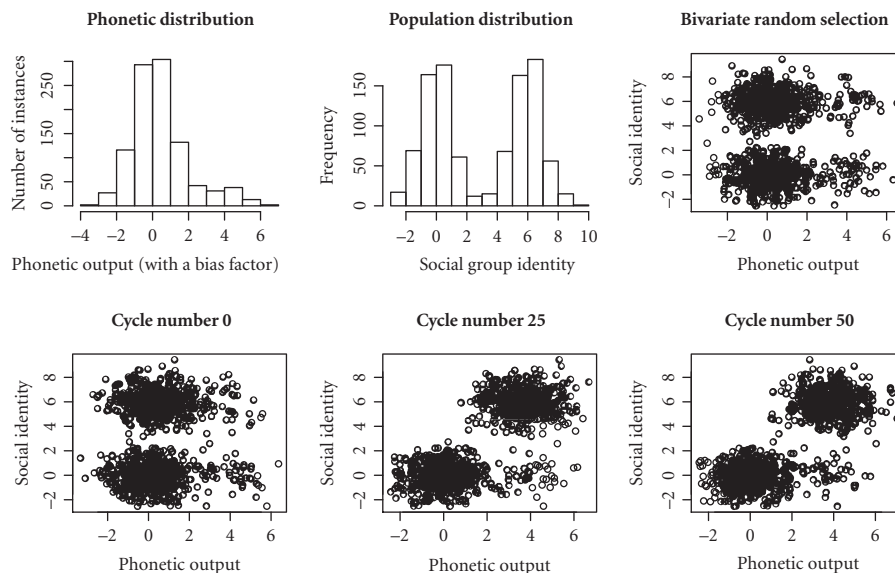 Phonetic distribution
Number of instances
0 50 150 250
−4 −2 0 2 4 6
Phonetic output (with a bias factor)
Population distribution
Frequency
0 50 100 150
−2 0 2 4 6 8 10
Social group identity
Bivariate random selection
Social identity
−2 0 2 4 6 8
−2 0 2 4 6
Phonetic output
Cycle number 0
Social identity
−2 0 2 4 6 8
−2 0 2 4 6
Phonetic output
Cycle number 25
Social identity
−2 0 2 4 6 8
−2 0 2 4 6
Phonetic output
Cycle number 50
Social identity
−2 0 2 4 6 8
−2 0 2 4 6
Phonetic output